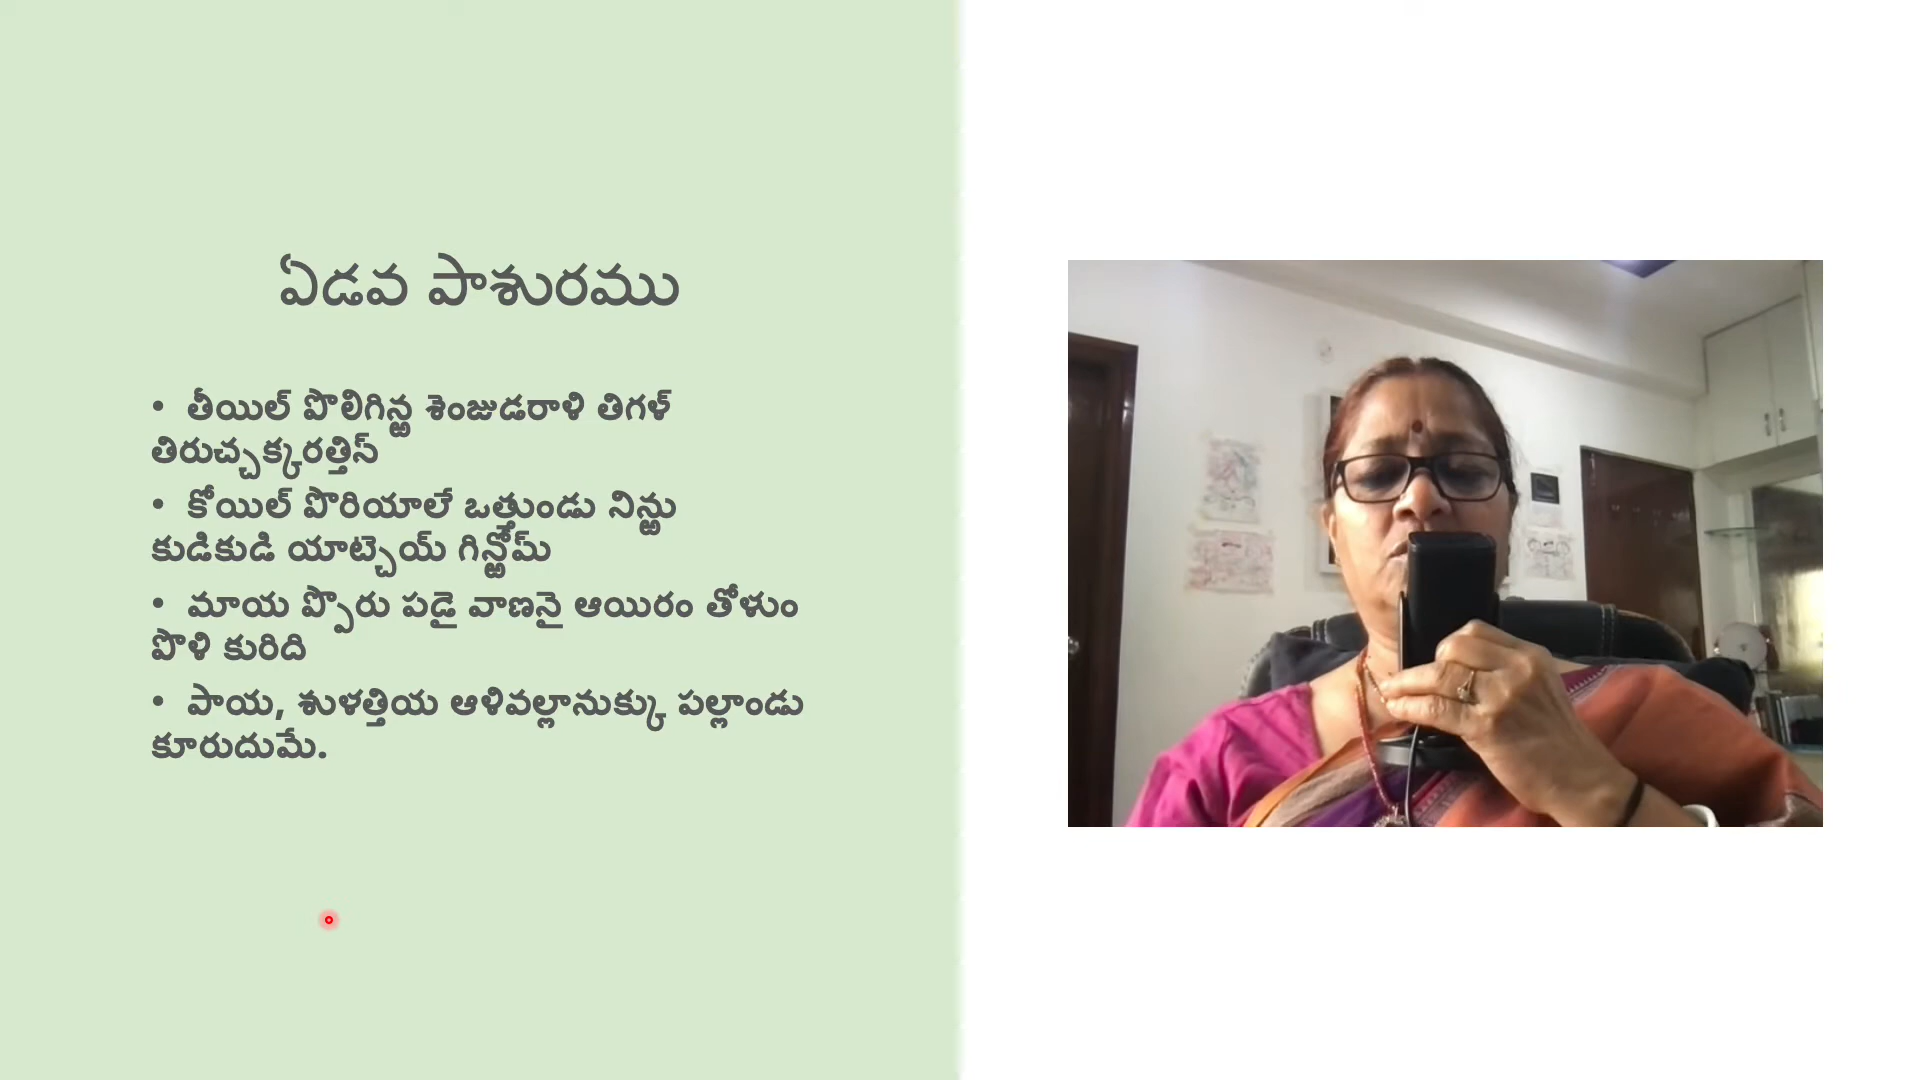 ఏడవ పాశురము
• తీయిల్ పొలిగిన్ఱ శెంజుడరాళి తిగళ్
తిరుచ్చక్కరత్తిన్
• కోయిల్ పొరియాలే ఒత్తుండు నిన్ఱు
కుడికుడి యాట్చెయ్ గిన్ఱోమ్
• మాయ ప్పొరు పడై వాణనై ఆయిరం తోళుం
పొళి కురిది
• పాయ, శుళత్తియ ఆళివల్లానుక్కు పల్లాండు
కూరుదుమే.